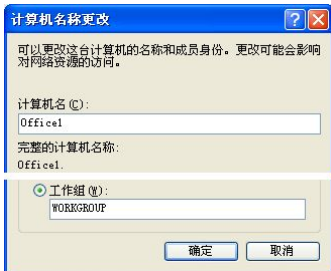 计算机名称更改
可以更改这台计算机的名称和成员身份。更改可能会影响
对网络资源的访问。
计算机名(C):
Office1
完整的计算机名称:
Office1.
工作组(W):
WORKGROUP
确定
取消